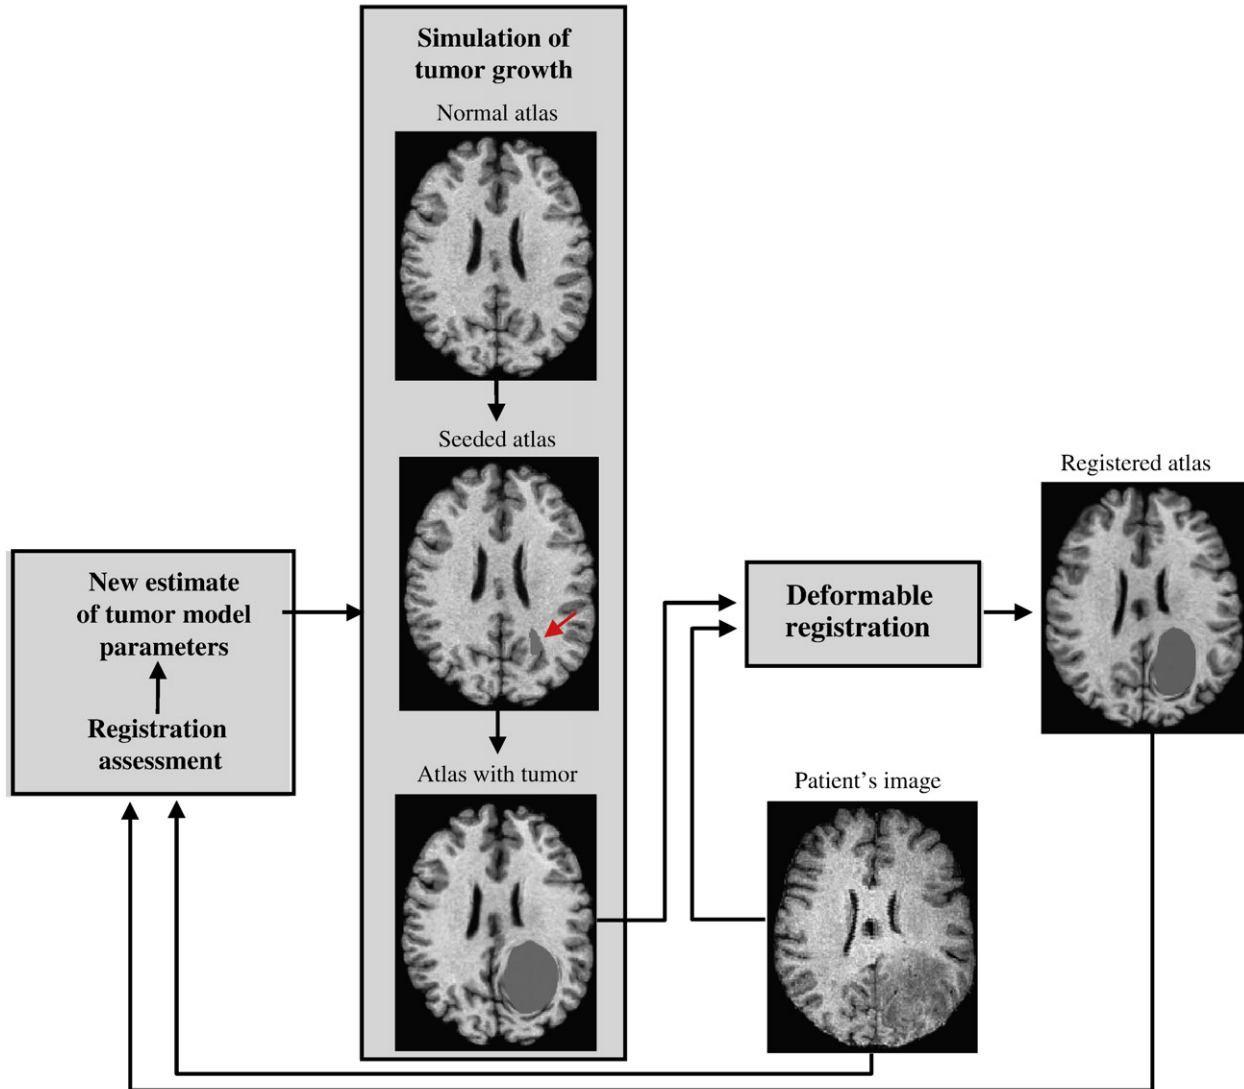 Simulation of
tumor growth
Normal atlas
Seeded atlas
Registered atlas
New estimate
of tumor model
parameters
Registration
assessment
Deformable
registration
Atlas with tumor
Patient's image